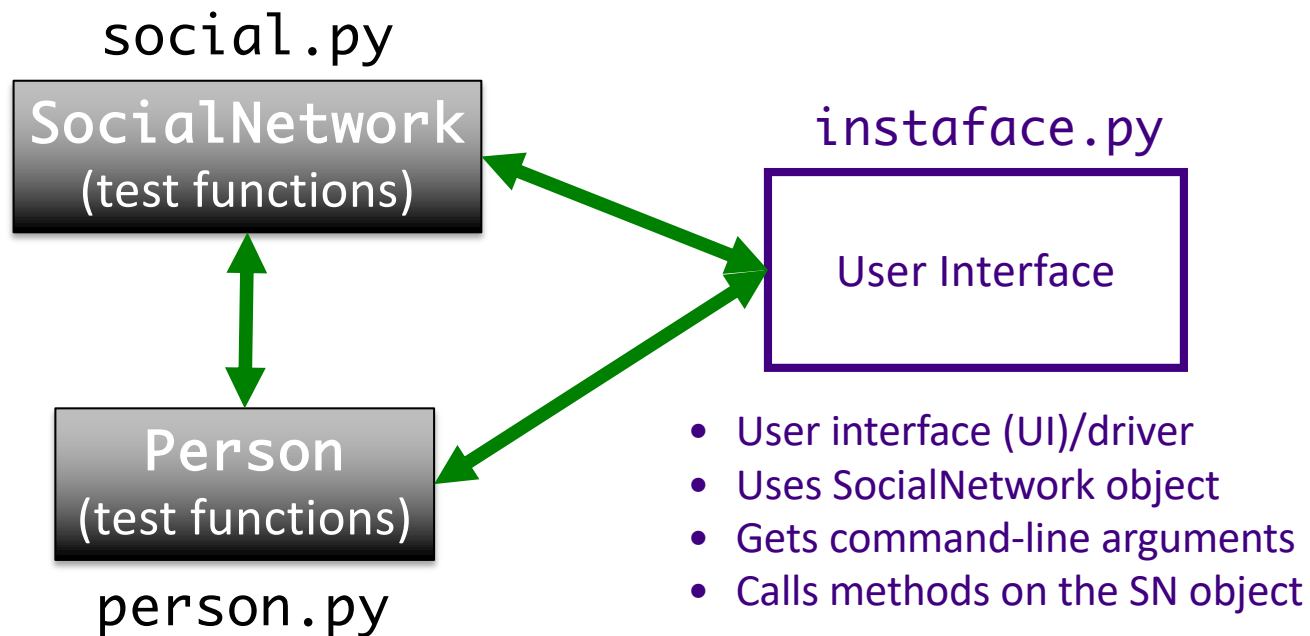 social.py
SocialNetwork
(test functions)
instaface.py
User Interface
Person
(test functions)
person.py
• User interface (UI)/driver
• Uses SocialNetwork object
• Gets command-line arguments
• Calls methods on the SN object